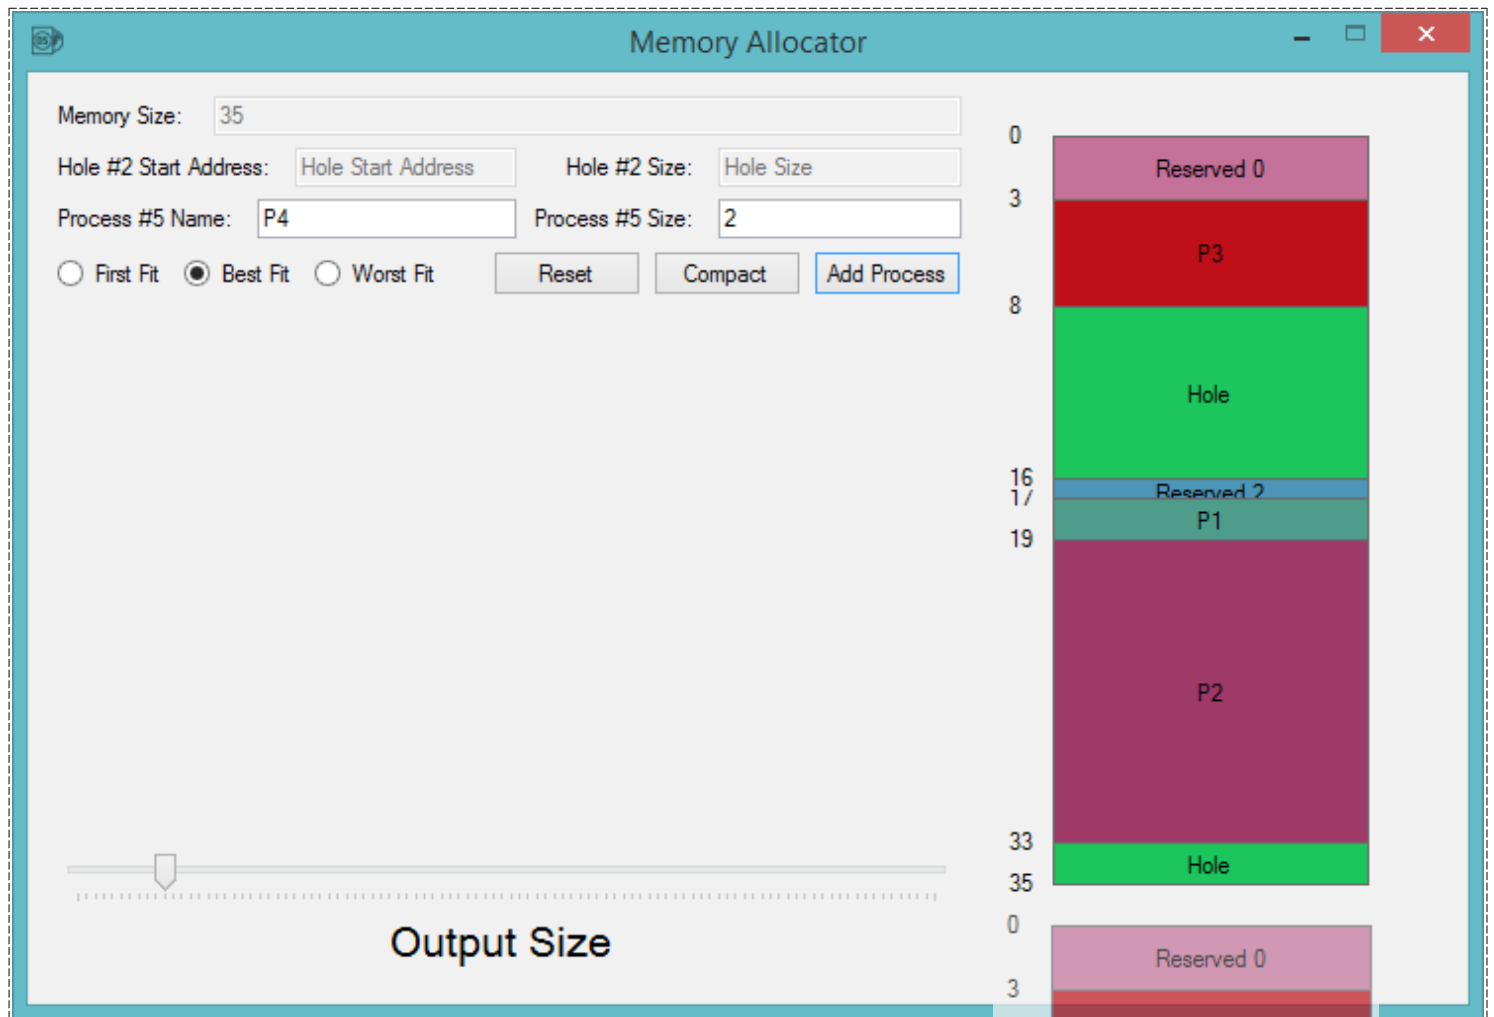 Memory Allocator
Memory Size: 35
Hole #2 Start Address: Hole Start Address Hole #2 Size: Hole Size
Process #5 Name: P4 Process #5 Size: 2
First Fit Best Fit Worst Fit Reset Compact Add Process
0
Reserved 0
3
P3
8
Hole
16
Reserved 2
17
P1
19
P2
33
Hole
35
Output Size
0
Reserved 0
3